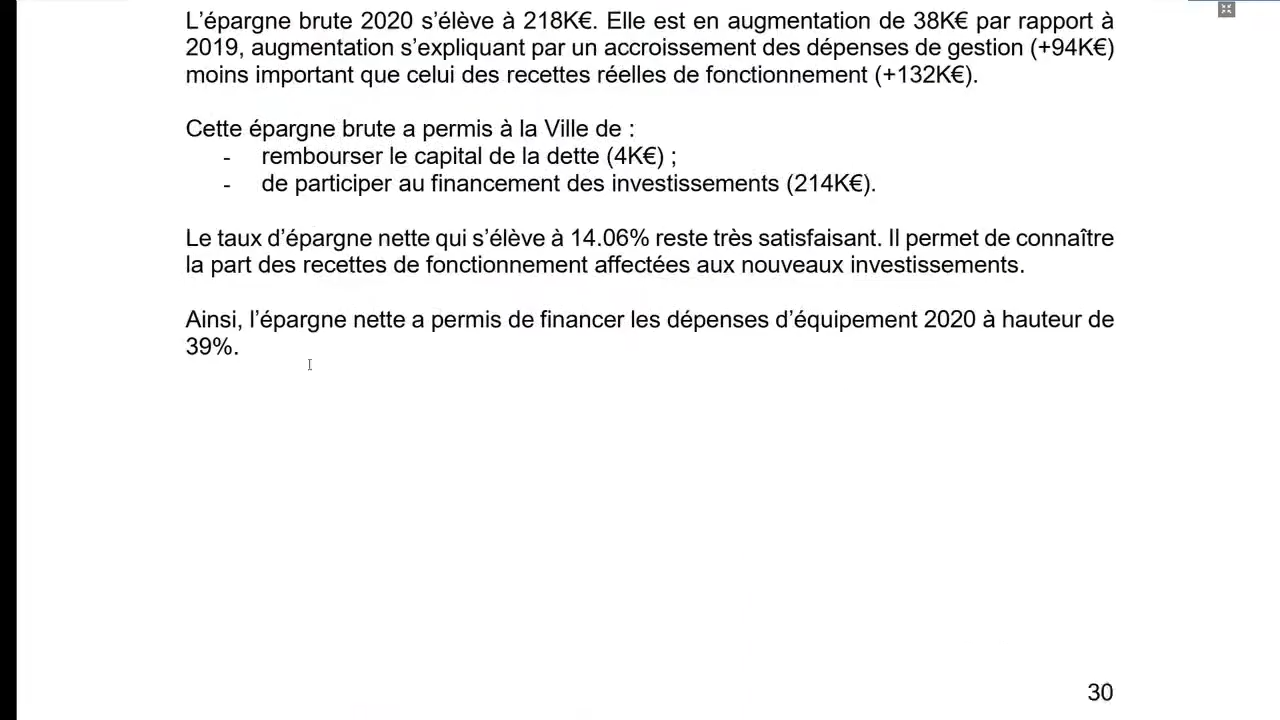 L’épargne brute 2020 s’élève à 218K€. Elle est en augmentation de 38K€ par rapport à
2019, augmentation s’expliquant par un accroissement des dépenses de gestion (+94K€)
moins important que celui des recettes réelles de fonctionnement (+132K€).
Cette épargne brute a permis à la Ville de :
- rembourser le capital de la dette (4K€) ;
- de participer au financement des investissements (214K€).
Le taux d’épargne nette qui s’élève à 14.06% reste très satisfaisant. Il permet de connaître
la part des recettes de fonctionnement affectées aux nouveaux investissements.
Ainsi, l’épargne nette a permis de financer les dépenses d’équipement 2020 à hauteur de
39%.
30